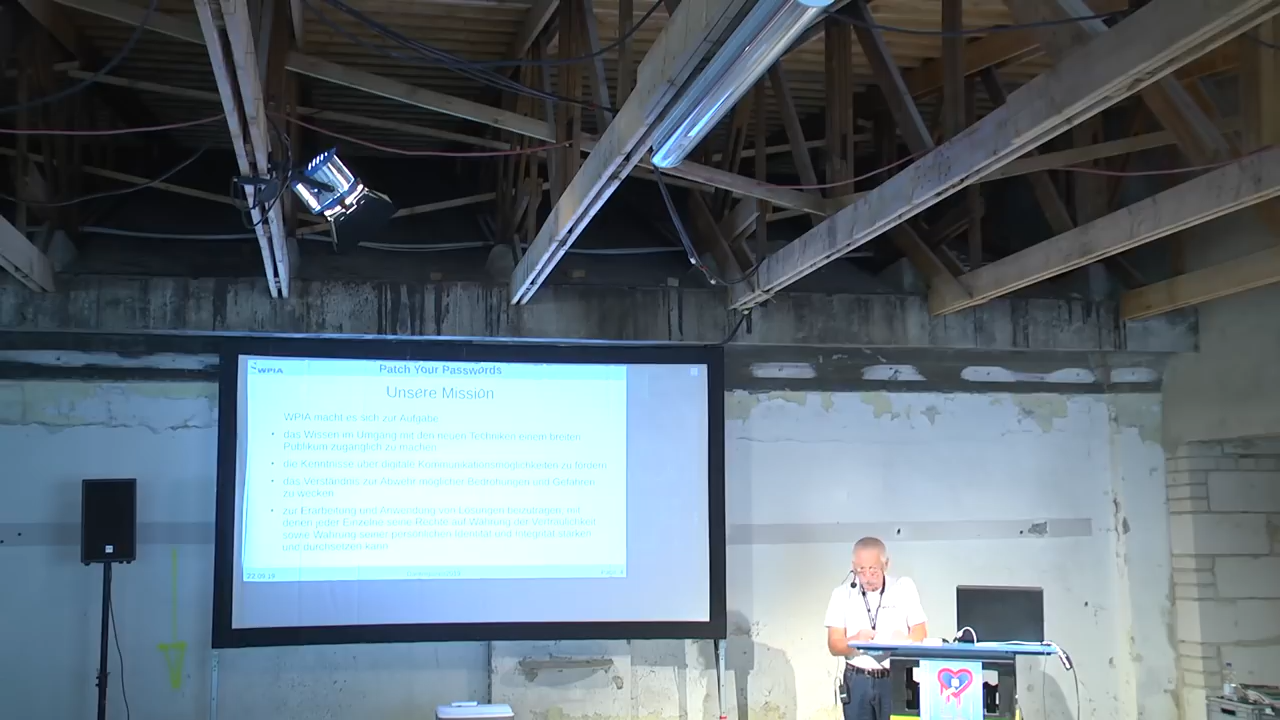 WPIA
Patch Your Passwords
Unsere Mission
WPIA macht es sich zur Aufgabe
• das Wissen im Umgang mit den neuen Techniken einem breiten
Publikum zugänglich zu machen
• die Kenntnisse über digitale Kommunikationsmöglichkeiten zu fördern
• das Verständnis zur Abwehr möglicher Bedrohungen und Gefahren
zu wecken
• zur Erarbeitung und Anwendung von Lösungen beizutragen, mit
denen jeder Einzelne seine Rechte auf Wahrung der Vertraulichkeit
sowie Wahrung seiner persönlichen Identität und Integrität stärken
und durchsetzen kann.
22.09.19